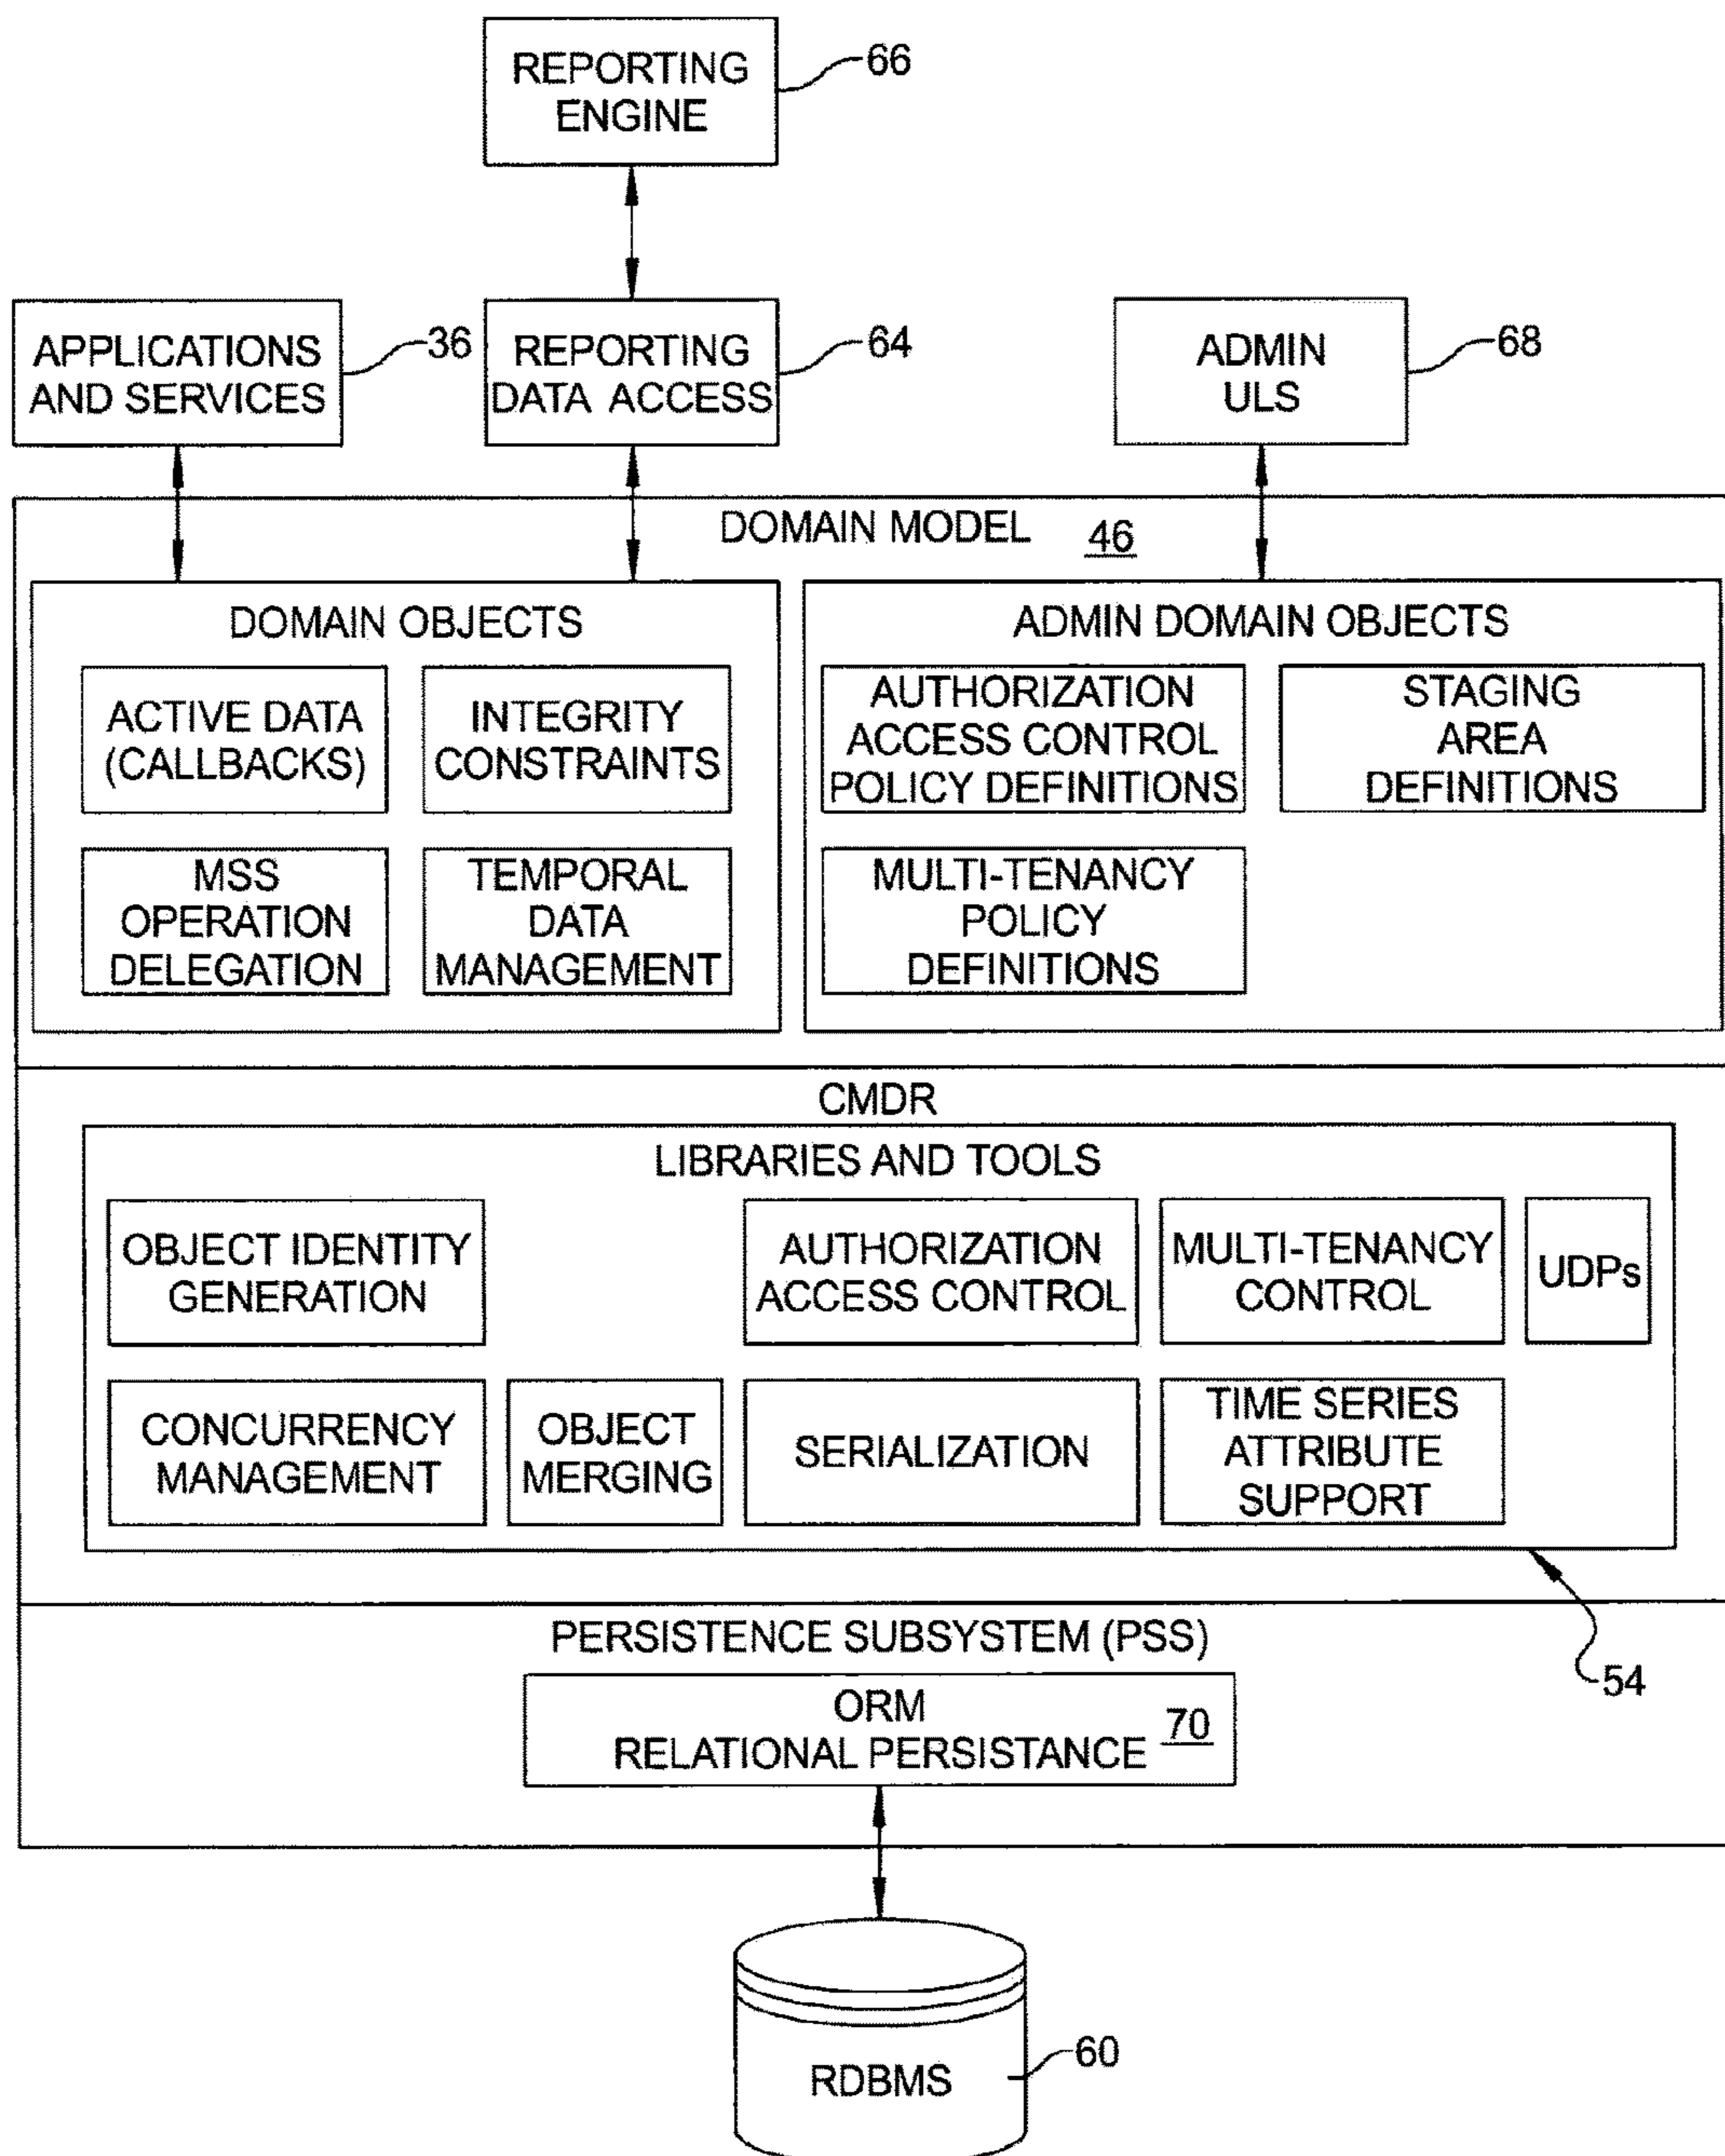 REPORTING
ENGINE
66
APPLICATIONS
AND SERVICES
36
REPORTING
DATA ACCESS
64
ADMIN
ULS
68
DOMAIN MODEL 46
DOMAIN OBJECTS
ACTIVE DATA
(CALLBACKS)
INTEGRITY
CONSTRAINTS
MSS
OPERATION
DELEGATION
TEMPORAL
DATA
MANAGEMENT
ADMIN DOMAIN OBJECTS
AUTHORIZATION
ACCESS CONTROL
POLICY DEFINITIONS
STAGING
AREA
DEFINITIONS
MULTI-TENANCY
POLICY
DEFINITIONS
CMDR
LIBRARIES AND TOOLS
OBJECT IDENTITY
GENERATION
AUTHORIZATION
ACCESS CONTROL
MULTI-TENANCY
CONTROL
UDPs
CONCURRENCY
MANAGEMENT
OBJECT
MERGING
SERIALIZATION
TIME SERIES
ATTRIBUTE
SUPPORT
54
PERSISTENCE SUBSYSTEM (PSS)
ORM
RELATIONAL PERSISTANCE 70
RDBMS
60